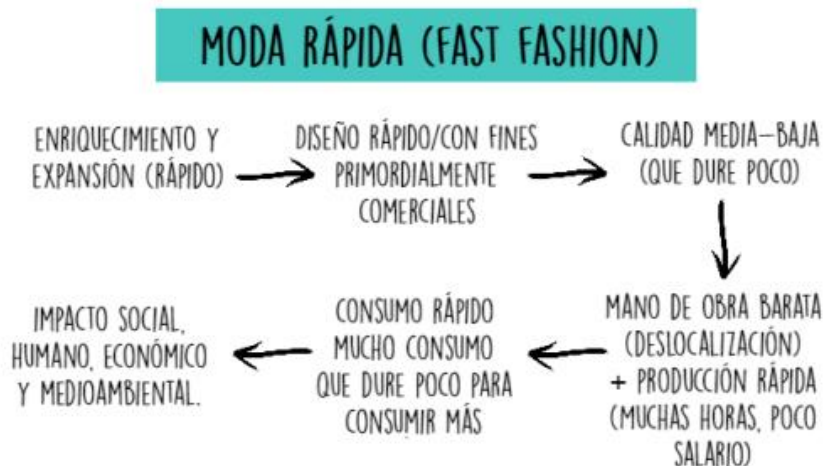 MODA RÁPIDA (FAST FASHION)
ENRIQUECIMIENTO Y
EXPANSIÓN (RÁPIDO)
DISEÑO RÁPIDO/CON FINES
PRIMORDIALMENTE
COMERCIALES
CALIDAD MEDIA-BAJA
(QUE DURE POCO)
MANO DE OBRA BARATA
(DESLOCALIZACIÓN)
+ PRODUCCIÓN RÁPIDA
(MUCHAS HORAS, POCO
SALARIO)
CONSUMO RÁPIDO
MUCHO CONSUMO
QUE DURE POCO PARA
CONSUMIR MÁS
IMPACTO SOCIAL,
HUMANO, ECONÓMICO
Y MEDIOAMBIENTAL.